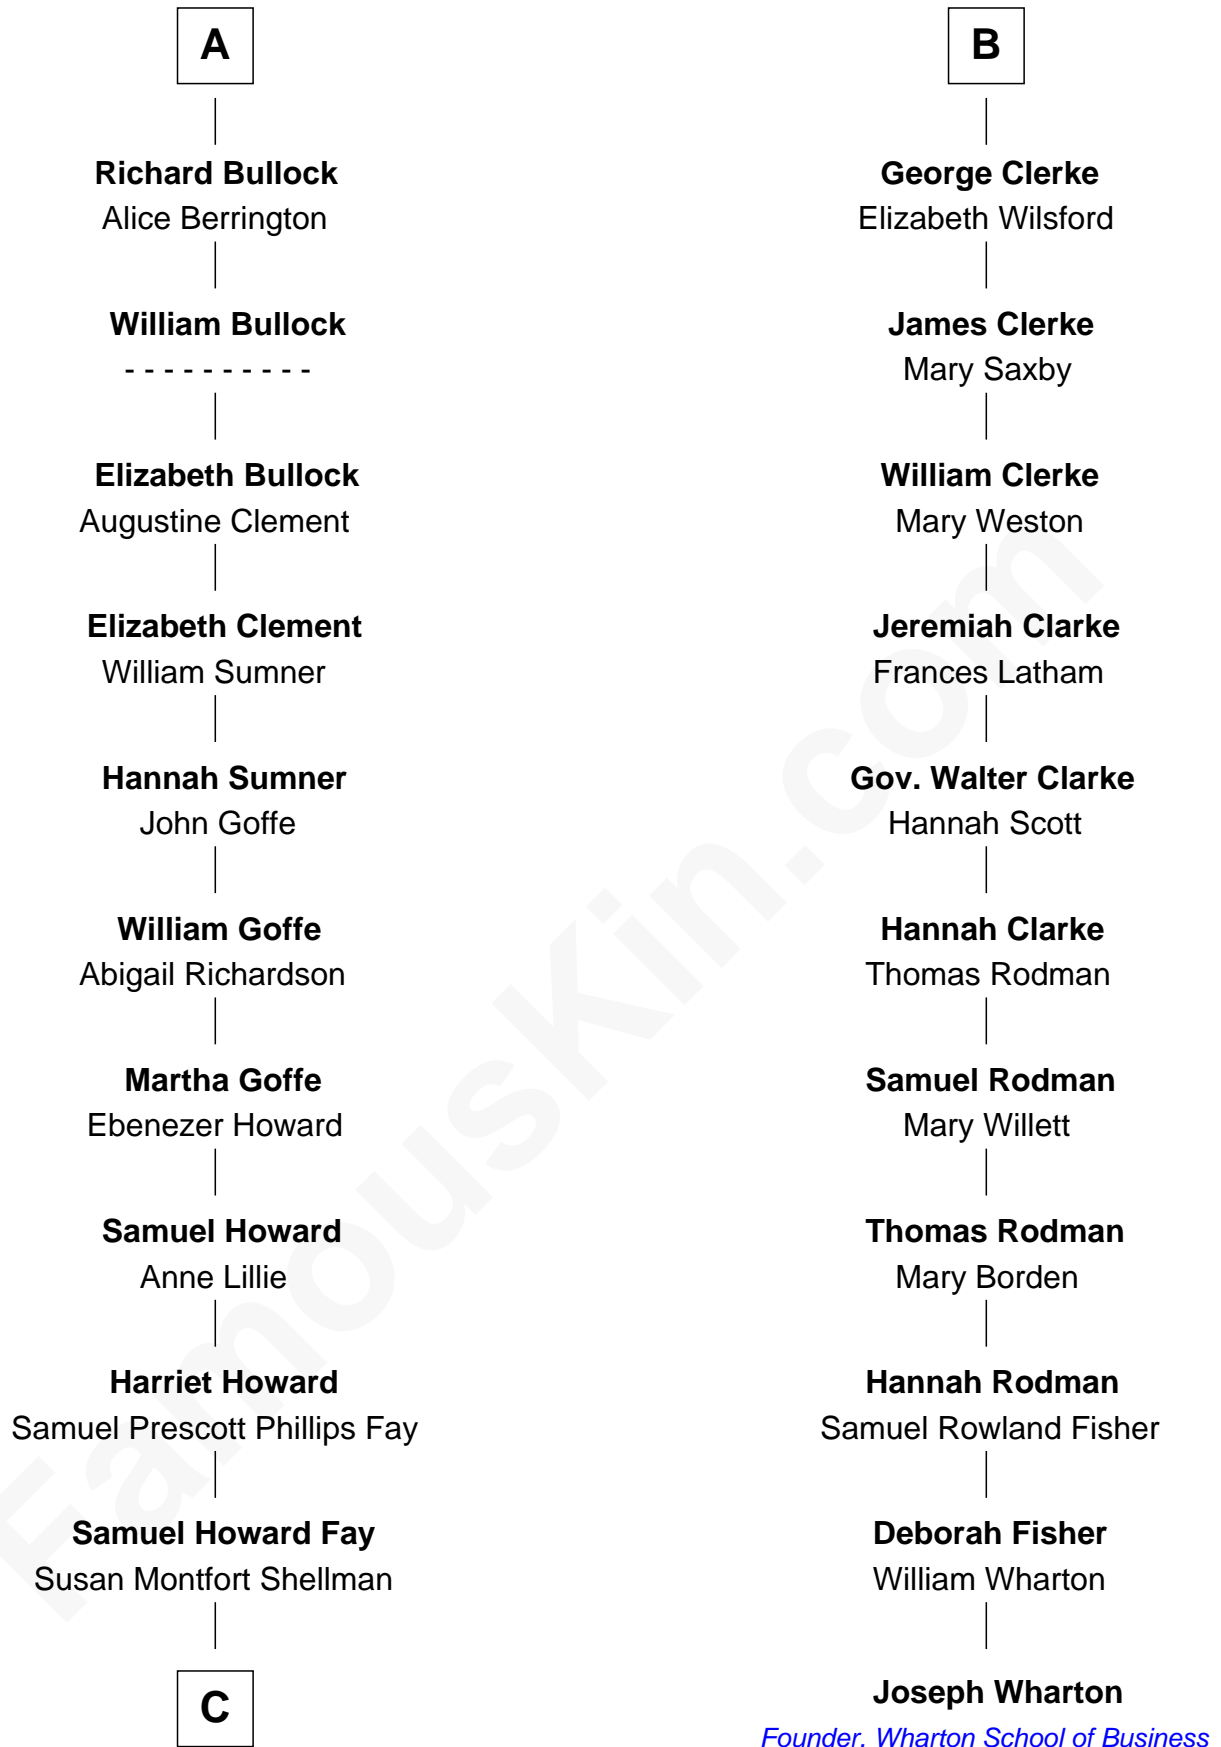 A
Richard Bullock
Alice Berrington
William Bullock
- - - - - - - - - -
Elizabeth Bullock
Augustine Clement
Elizabeth Clement
William Sumner
Hannah Sumner
John Goffe
William Goffe
Abigail Richardson
Martha Goffe
Ebenezer Howard
Samuel Howard
Anne Lillie
Harriet Howard
Samuel Prescott Phillips Fay
Samuel Howard Fay
Susan Montfort Shellman
C
B
George Clerke
Elizabeth Wilsford
James Clerke
Mary Saxby
William Clerke
Mary Weston
Jeremiah Clarke
Frances Latham
Gov. Walter Clarke
Hannah Scott
Hannah Clarke
Thomas Rodman
Samuel Rodman
Mary Willett
Thomas Rodman
Mary Borden
Hannah Rodman
Samuel Rowland Fisher
Deborah Fisher
William Wharton
Joseph Wharton
Founder, Wharton School of Business
FamousKin.com